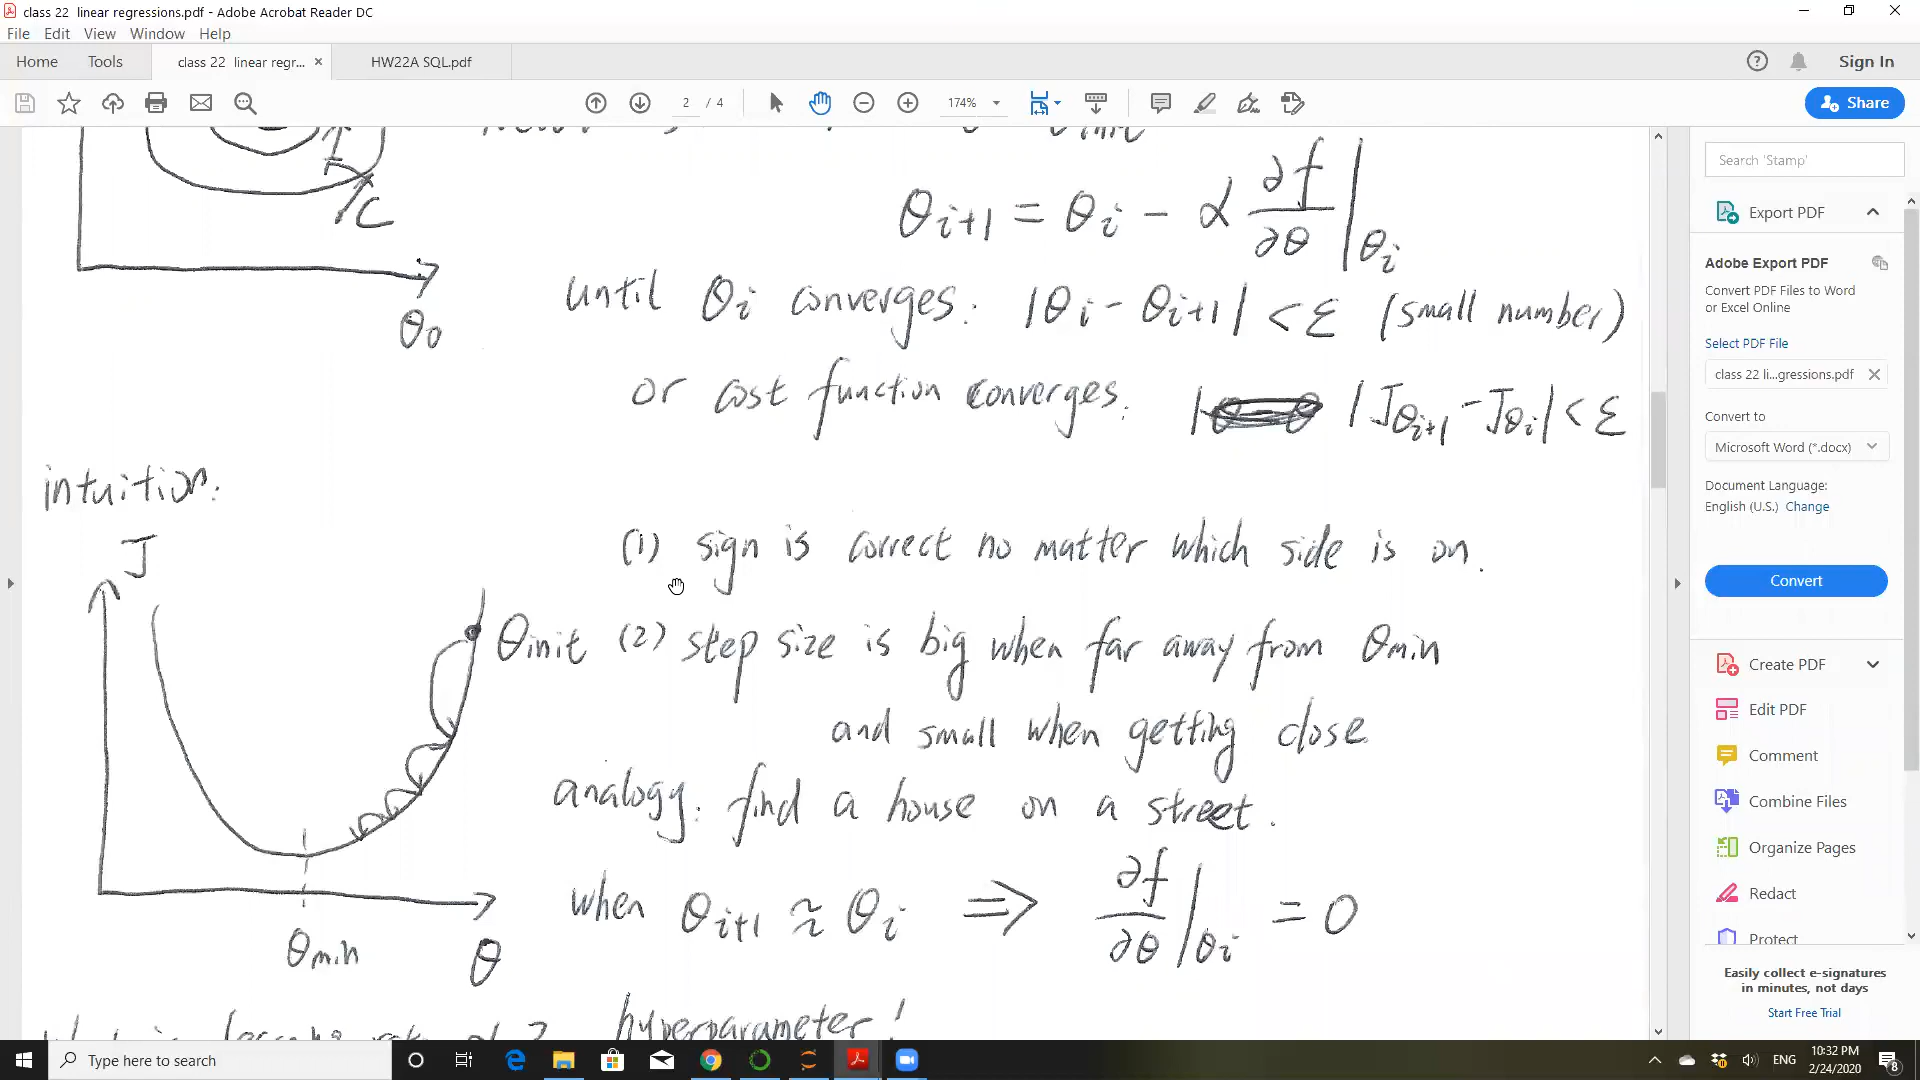 class 22 linear regressions.pdf - Adobe Acrobat Reader DC
File Edit View Window Help
Home Tools class 22 linear regr... × HW22A SQL.pdf Sign In
2 / 4 174% Share
θi+1 = θi - α ∂f/∂θ |θi
C
θ0
until θi converges: |θi - θi+1| < ε (small number)
or cost function converges: | Jθi+1 - Jθi | < ε
intuition:
J
(1) sign is correct no matter which side is on.
θinit (2) step size is big when far away from θmin
and small when getting close
analogy: find a house on a street.
when θi+1 ≈ θi ⇒ ∂f/∂θ |θi = 0
θmin θ
hyperparameter!
Search 'Stamp'
Export PDF
Adobe Export PDF
Convert PDF Files to Word
or Excel Online
Select PDF File
class 22 li...gressions.pdf
Convert to
Microsoft Word (*.docx)
Document Language:
English (U.S.) Change
Convert
Create PDF
Edit PDF
Comment
Combine Files
Organize Pages
Redact
Protect
Easily collect e-signatures
in minutes, not days
Start Free Trial
Type here to search
ENG
10:32 PM
2/24/2020
8